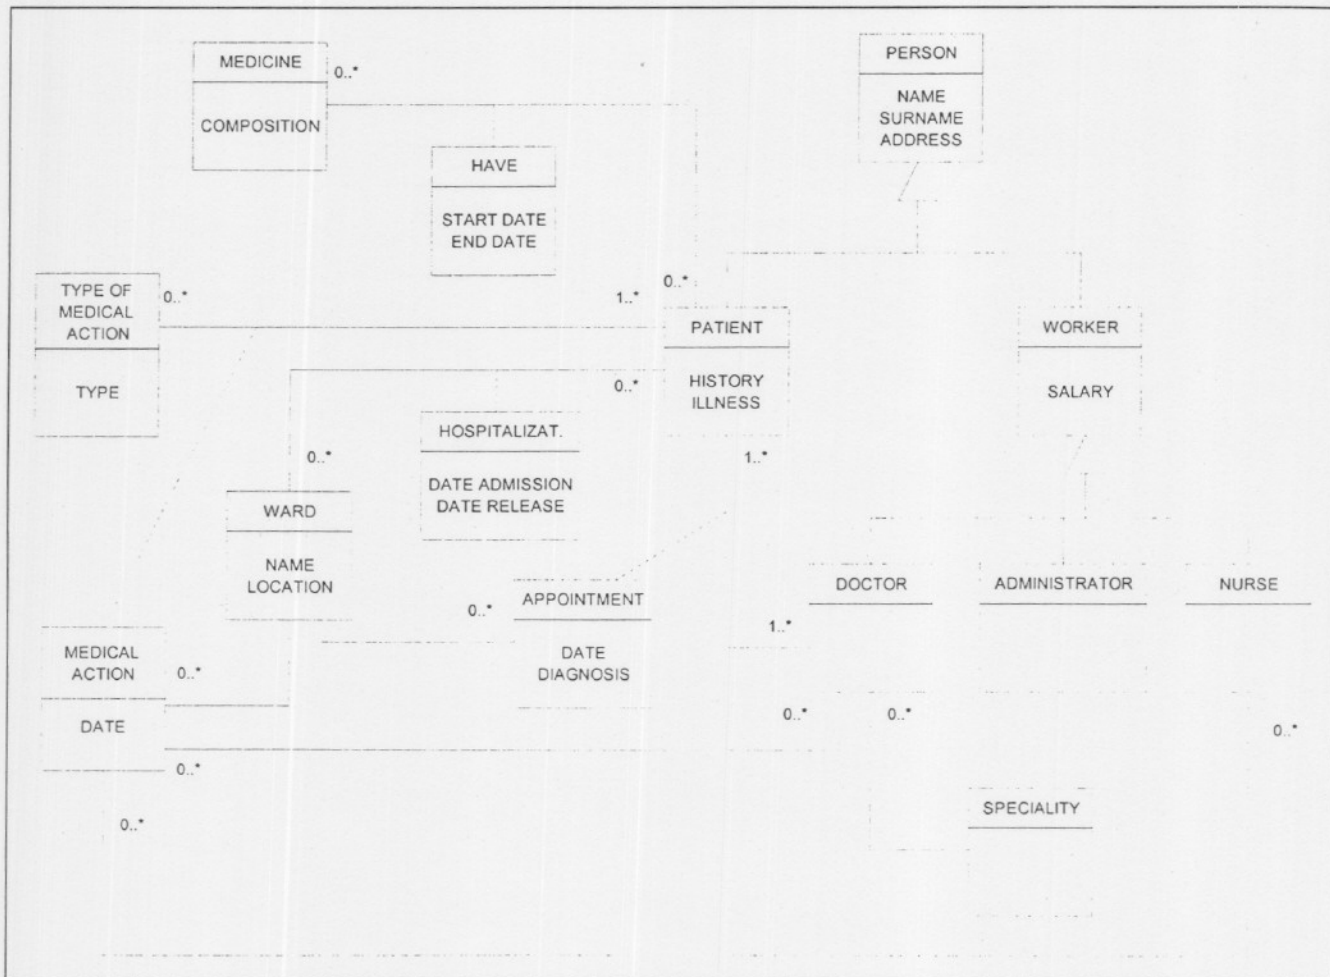 MEDICINE
0..*
COMPOSITION
PERSON
NAME
SURNAME
ADDRESS
HAVE
START DATE
END DATE
TYPE OF
MEDICAL
ACTION
0..*
TYPE
1..*
0..*
PATIENT
HISTORY
ILLNESS
WORKER
SALARY
0..*
HOSPITALIZAT.
DATE ADMISSION
DATE RELEASE
0..*
1..*
WARD
NAME
LOCATION
0..*
APPOINTMENT
DATE
DIAGNOSIS
DOCTOR
ADMINISTRATOR
NURSE
1..*
MEDICAL
ACTION
0..*
DATE
0..*
0..*
0..*
0..*
0..*
SPECIALITY